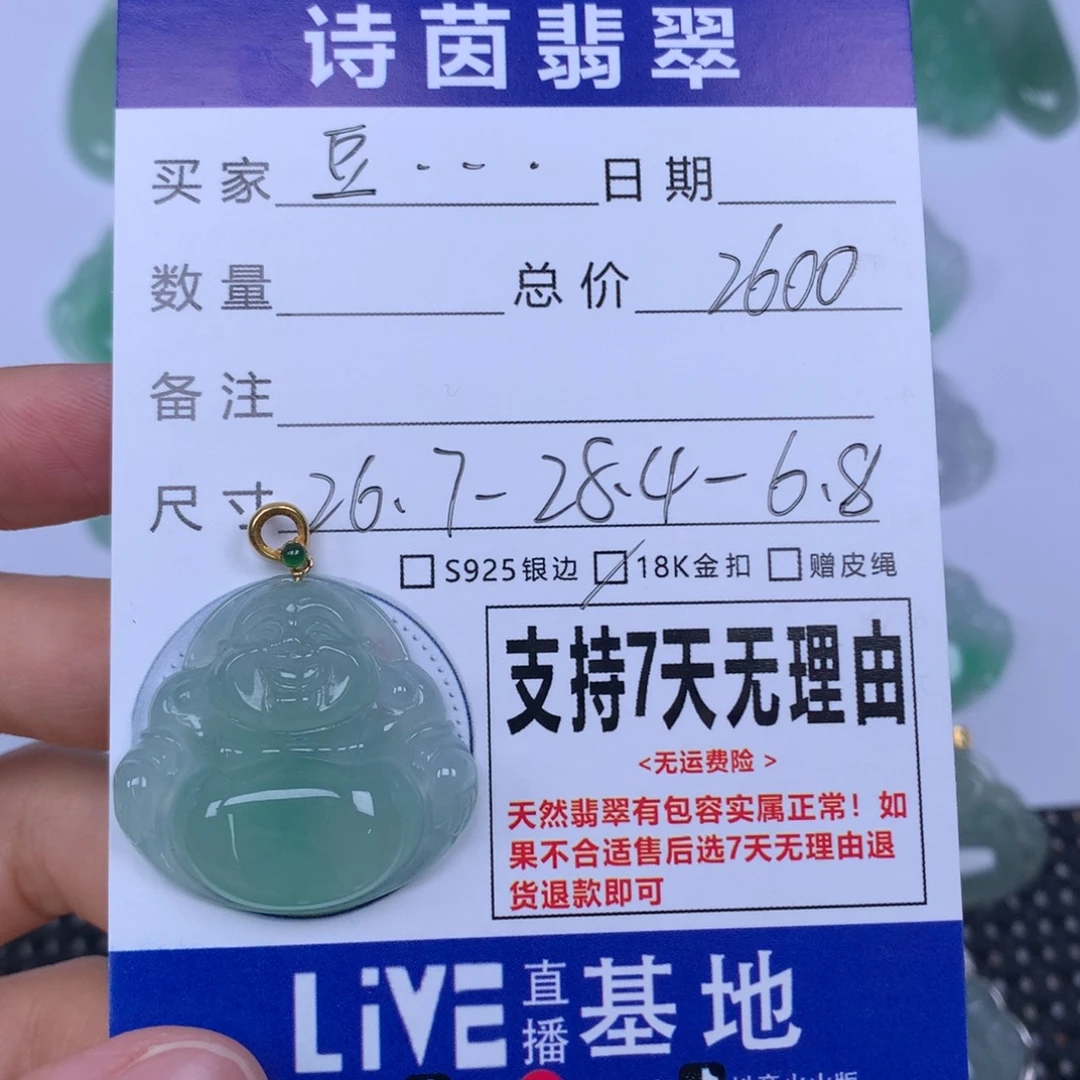 诗茵翡翠
买家 豆... 日期
数量 总价 2600
备注
尺寸 26.7-28.4-6.8
S925银边 18K金扣 赠皮绳
支持7天无理由
<无运费险>
天然翡翠有包容实属正常！如
果不合适售后选7天无理由退
货退款即可
LiVE 直播 基地